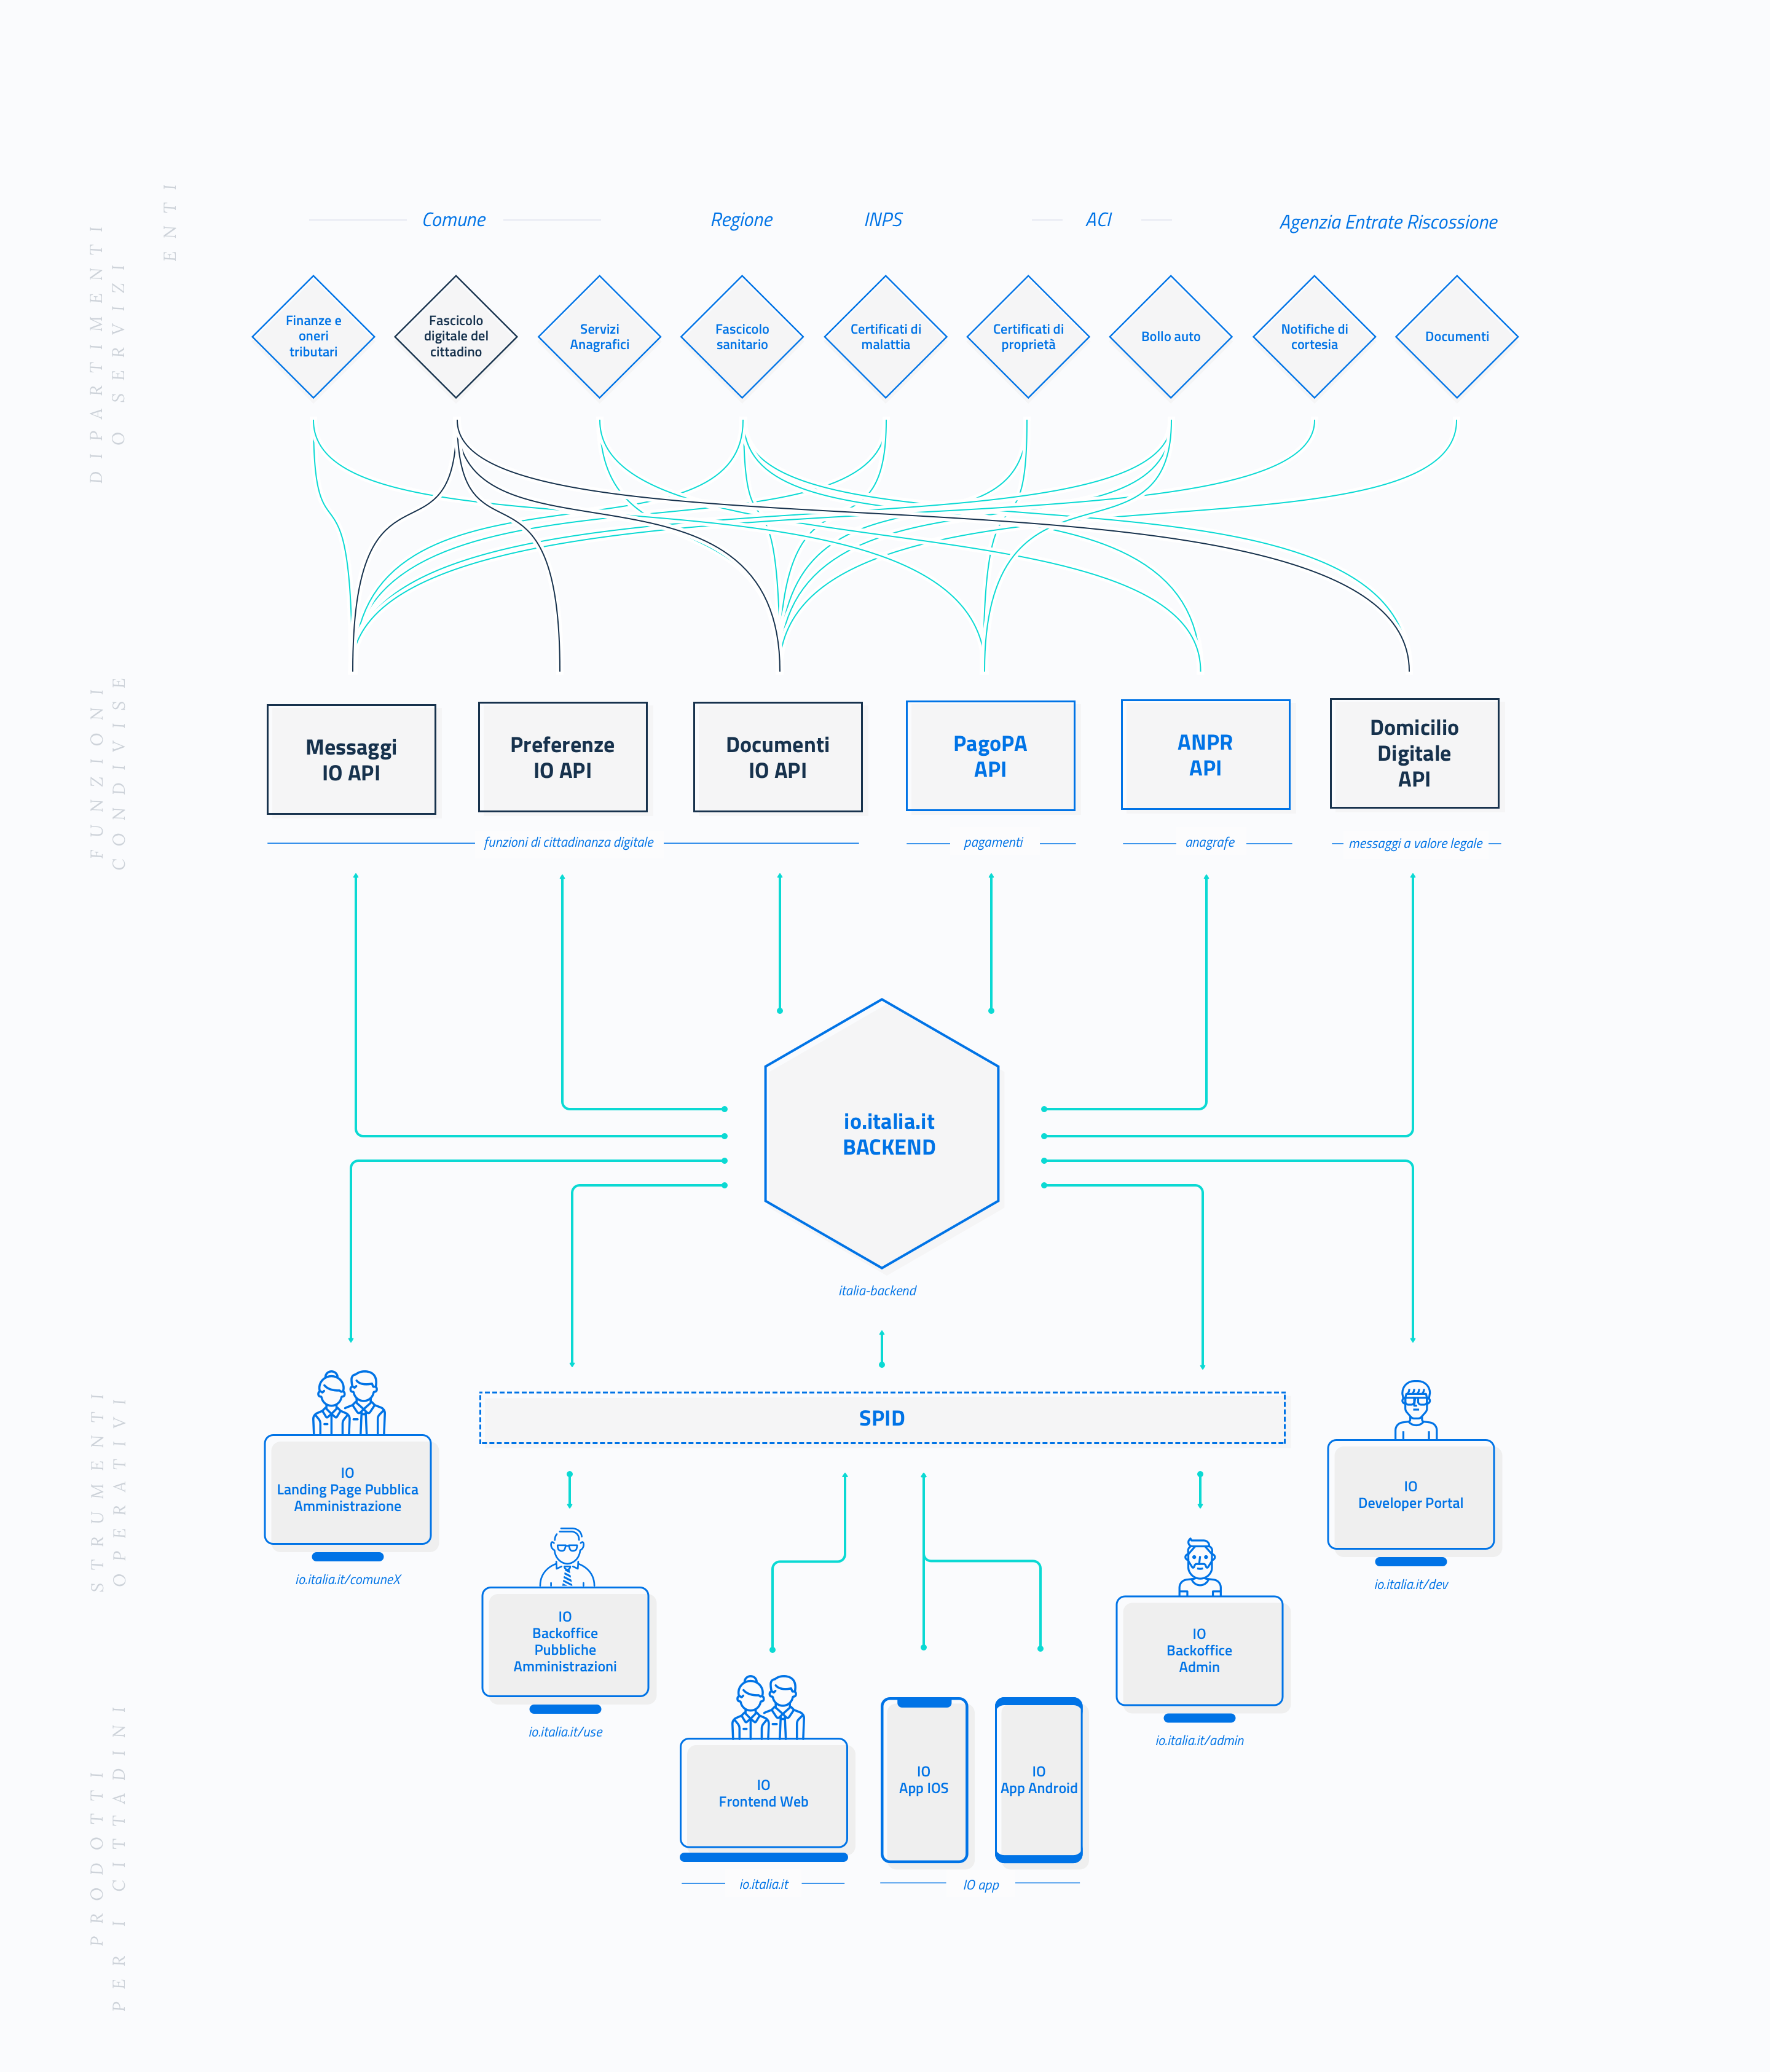 ENTI
DIPARTIMENTI
O SERVIZI
Comune
Regione
INPS
ACI
Agenzia Entrate Riscossione
Finanze e
oneri
tributari
Fascicolo
digitale del
cittadino
Servizi
Anagrafici
Fascicolo
sanitario
Certificati di
malattia
Certificati di
proprietà
Bollo auto
Notifiche di
cortesia
Documenti
FUNZIONI
CONDIVISE
Messaggi
IO API
Preferenze
IO API
Documenti
IO API
PagoPA
API
ANPR
API
Domicilio
Digitale
API
funzioni di cittadinanza digitale
pagamenti
anagrafe
messaggi a valore legale
io.italia.it
BACKEND
italia-backend
STRUMENTI
OPERATIVI
SPID
IO
Landing Page Pubblica
Amministrazione
io.italia.it/comuneX
IO
Backoffice
Pubbliche
Amministrazioni
io.italia.it/use
IO
Backoffice
Admin
io.italia.it/admin
IO
Developer Portal
io.italia.it/dev
PRODOTTI
PER I CITTADINI
IO
Frontend Web
io.italia.it
IO
App IOS
IO
App Android
IO app